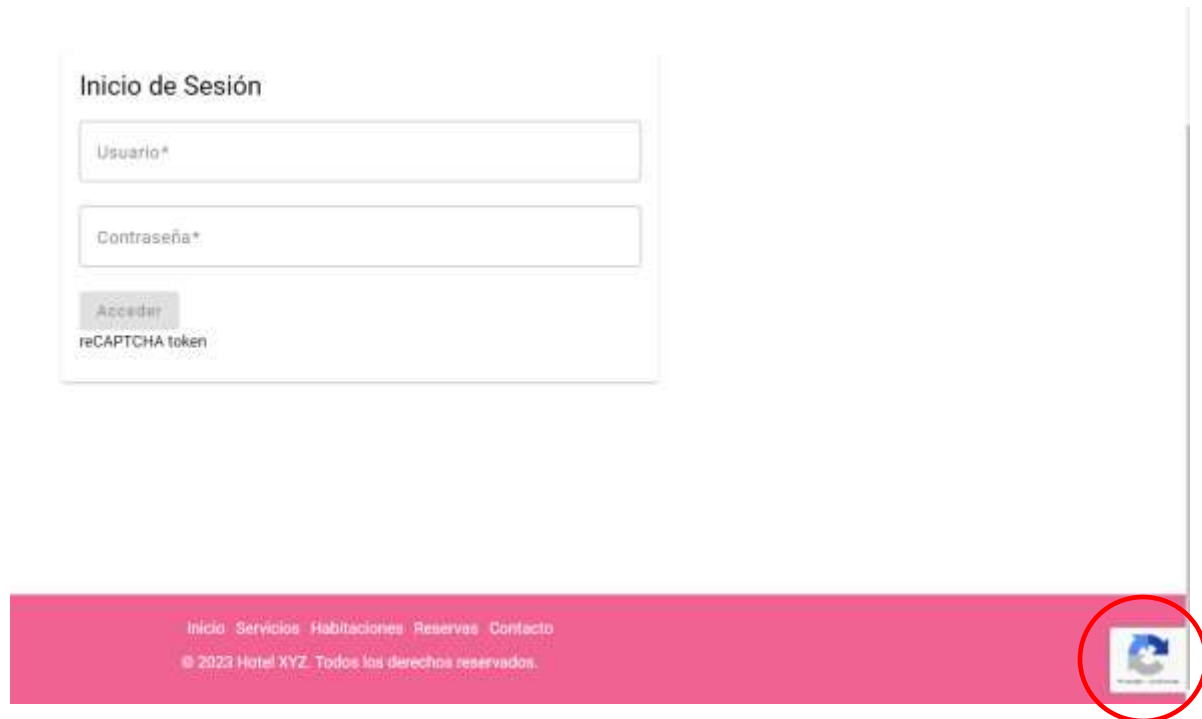 Inicio de Sesión
Usuario*
Contraseña*
Acceder
reCAPTCHA token
Inicio Servicios Habitaciones Reservas Contacto
© 2023 Hotel XYZ. Todos los derechos reservados.